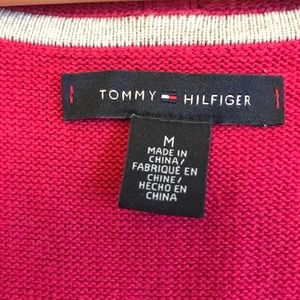 TOMMY HILFIGER
M
MADE IN
CHINA/
FABRIQUÉ EN
CHINE/
HECHO EN
CHINA